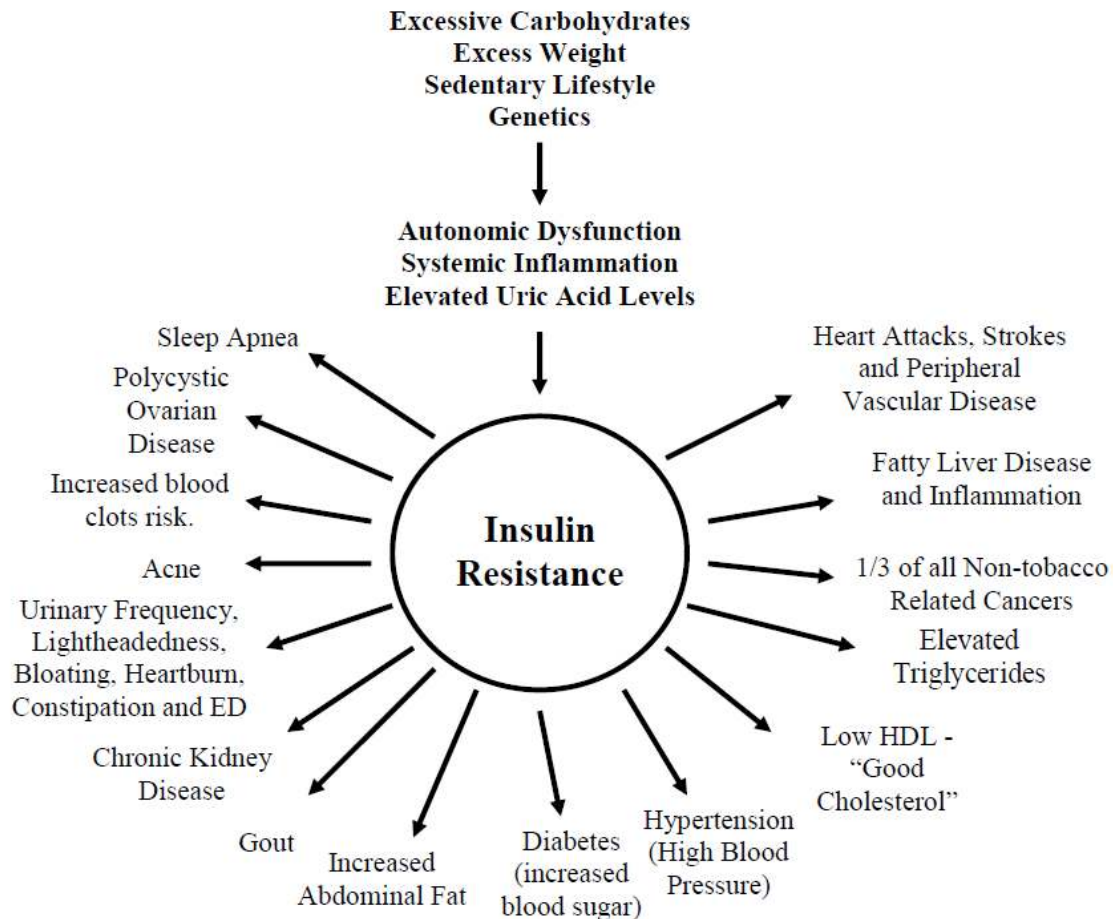 Excessive Carbohydrates
Excess Weight
Sedentary Lifestyle
Genetics
Autonomic Dysfunction
Systemic Inflammation
Elevated Uric Acid Levels
Sleep Apnea
Polycystic
Ovarian
Disease
Increased blood
clots risk.
Acne
Urinary Frequency,
Lightheadedness,
Bloating, Heartburn,
Constipation and ED
Chronic Kidney
Disease
Gout
Increased
Abdominal Fat
Diabetes
(increased
blood sugar)
Hypertension
(High Blood
Pressure)
Low HDL -
“Good
Cholesterol”
Elevated
Triglycerides
1/3 of all Non-tobacco
Related Cancers
Fatty Liver Disease
and Inflammation
Heart Attacks, Strokes
and Peripheral
Vascular Disease
Insulin
Resistance